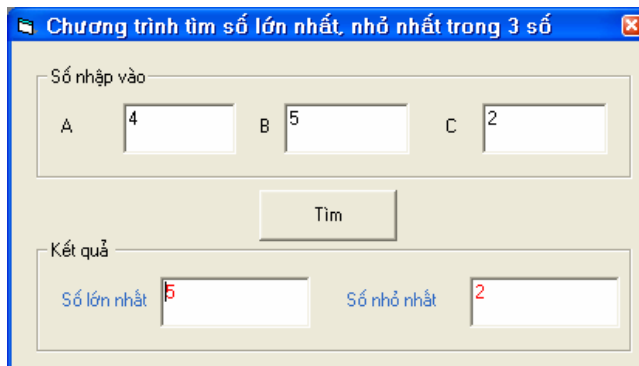 Chương trình tìm số lớn nhất, nhỏ nhất trong 3 số
Số nhập vào
A 4 B 5 C 2
Tìm
Kết quả
Số lớn nhất 5 Số nhỏ nhất 2